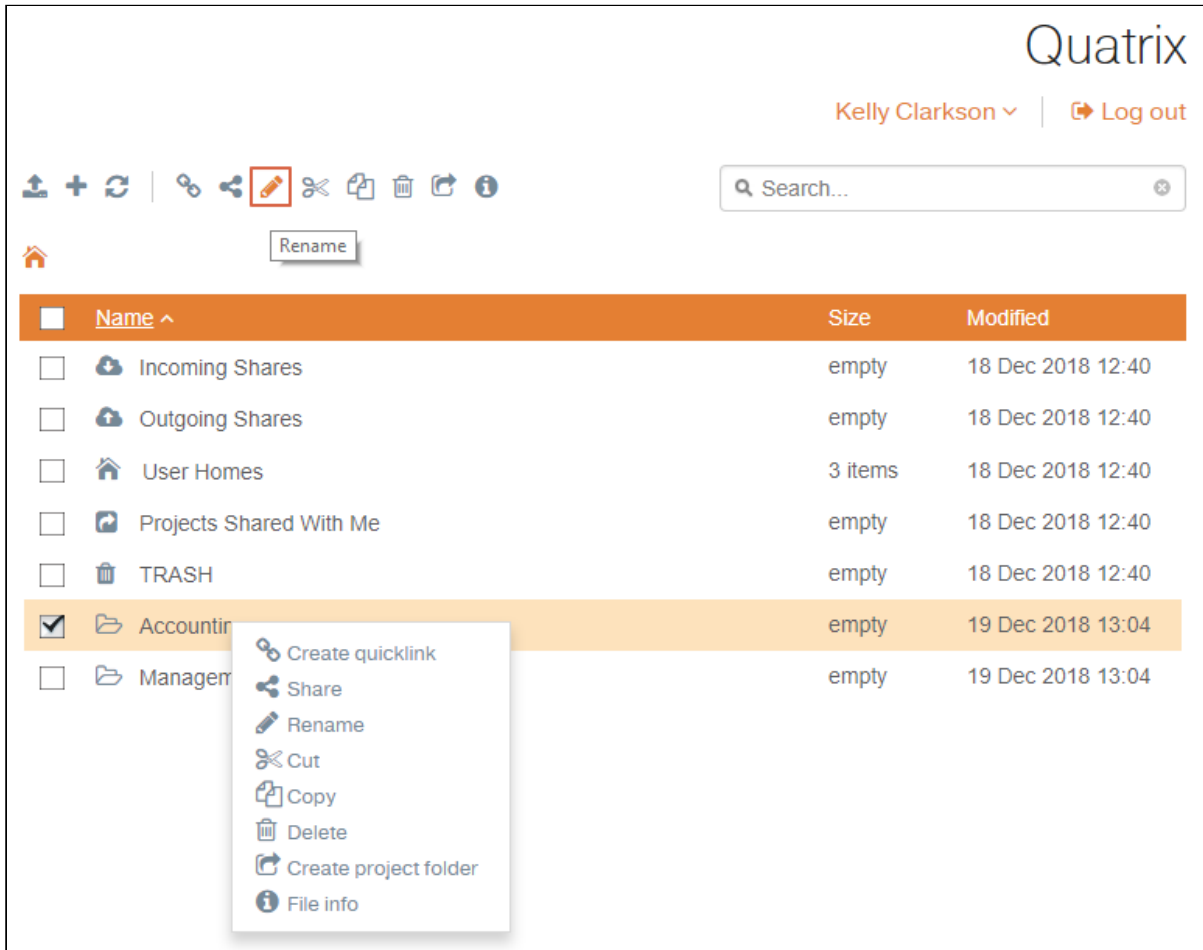 Quatrix
Kelly Clarkson Log out
Search...
Rename
Name Size Modified
Incoming Shares empty 18 Dec 2018 12:40
Outgoing Shares empty 18 Dec 2018 12:40
User Homes 3 items 18 Dec 2018 12:40
Projects Shared With Me empty 18 Dec 2018 12:40
TRASH empty 18 Dec 2018 12:40
Accountin empty 19 Dec 2018 13:04
Managem empty 19 Dec 2018 13:04
Create quicklink
Share
Rename
Cut
Copy
Delete
Create project folder
File info